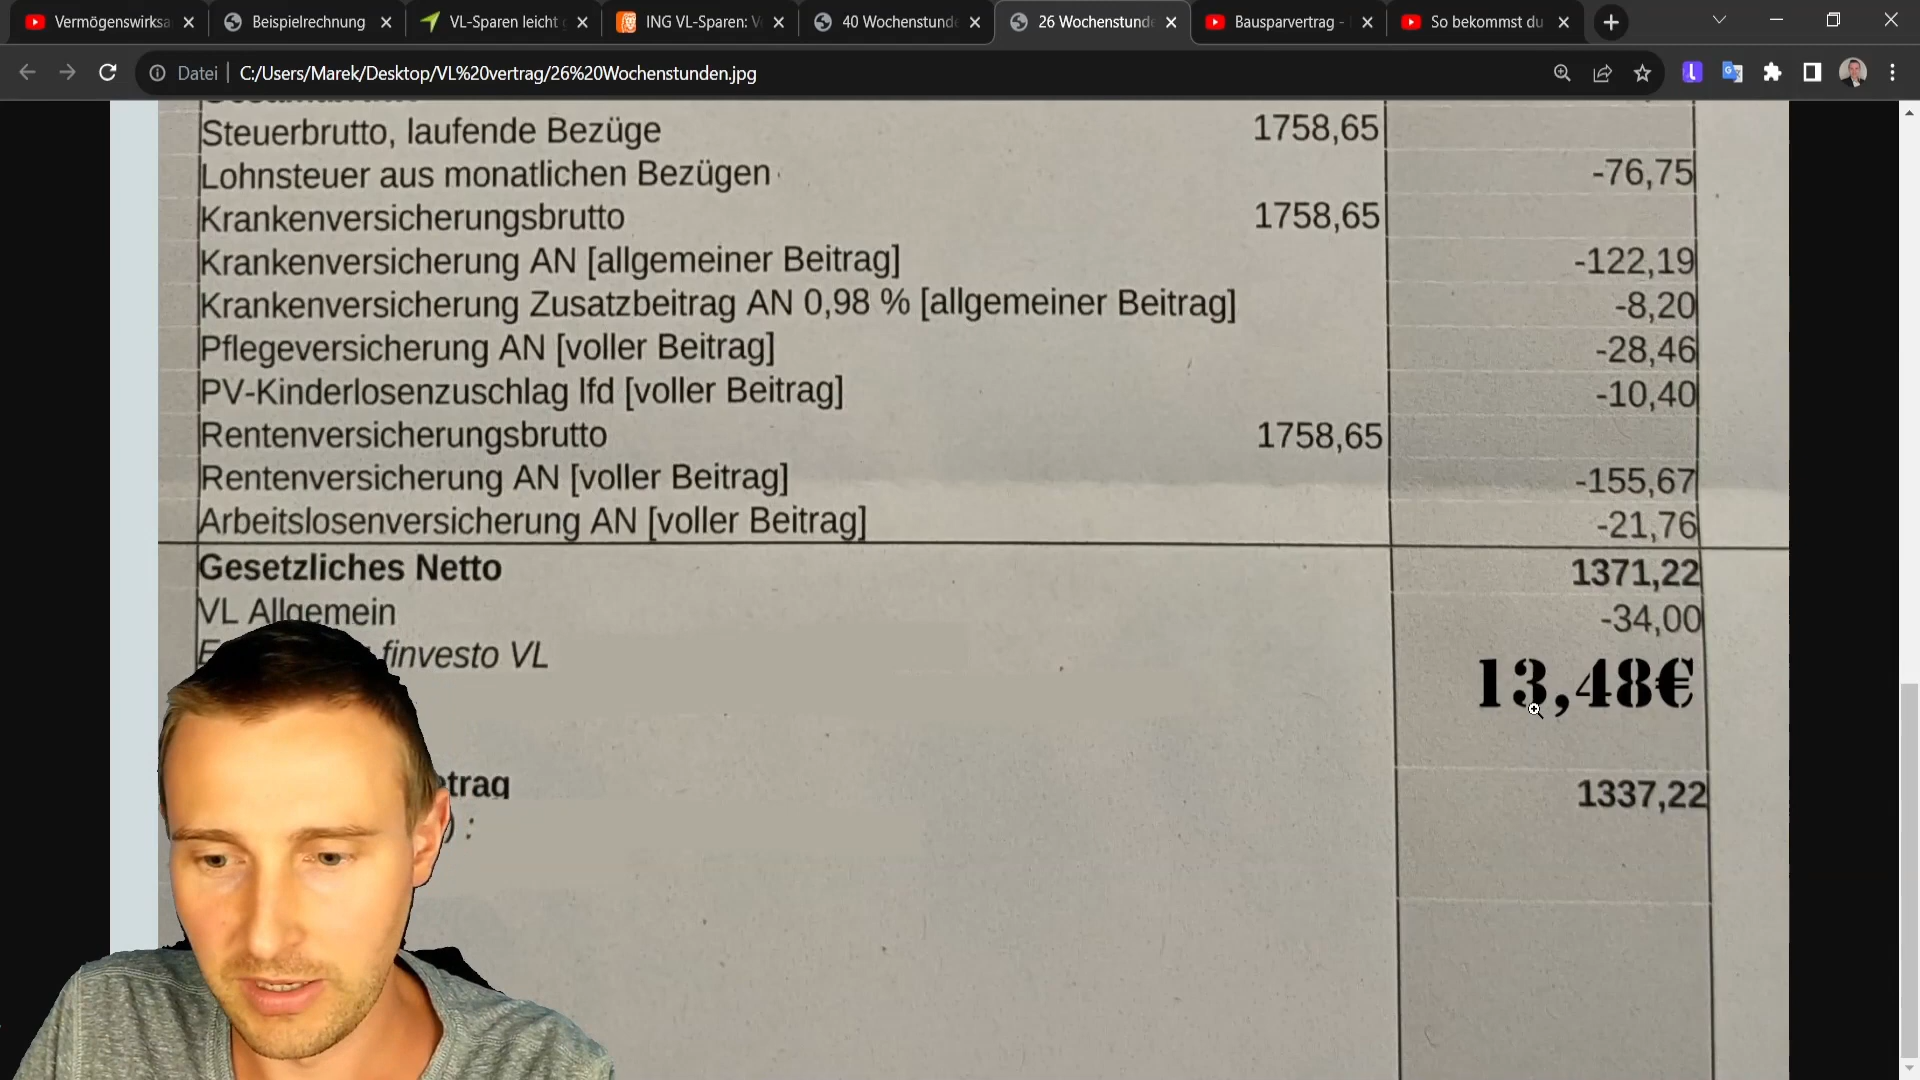 Vermögenswirksa
Beispielrechnung
VL-Sparen leicht
ING VL-Sparen: V
40 Wochenstunde
26 Wochenstunde
Bausparvertrag -
So bekommst du
Datei
C:/Users/Marek/Desktop/VL%20vertrag/26%20Wochenstunden.jpg
Steuerbrutto, laufende Bezüge 1758,65
Lohnsteuer aus monatlichen Bezügen -76,75
Krankenversicherungsbrutto 1758,65
Krankenversicherung AN [allgemeiner Beitrag] -122,19
Krankenversicherung Zusatzbeitrag AN 0,98 % [allgemeiner Beitrag] -8,20
Pflegeversicherung AN [voller Beitrag] -28,46
PV-Kinderlosenzuschlag lfd [voller Beitrag] -10,40
Rentenversicherungsbrutto 1758,65
Rentenversicherung AN [voller Beitrag] -155,67
Arbeitslosenversicherung AN [voller Beitrag] -21,76
Gesetzliches Netto 1371,22
VL Allgemein -34,00
finvesto VL
13,48€
etrag 1337,22
) :